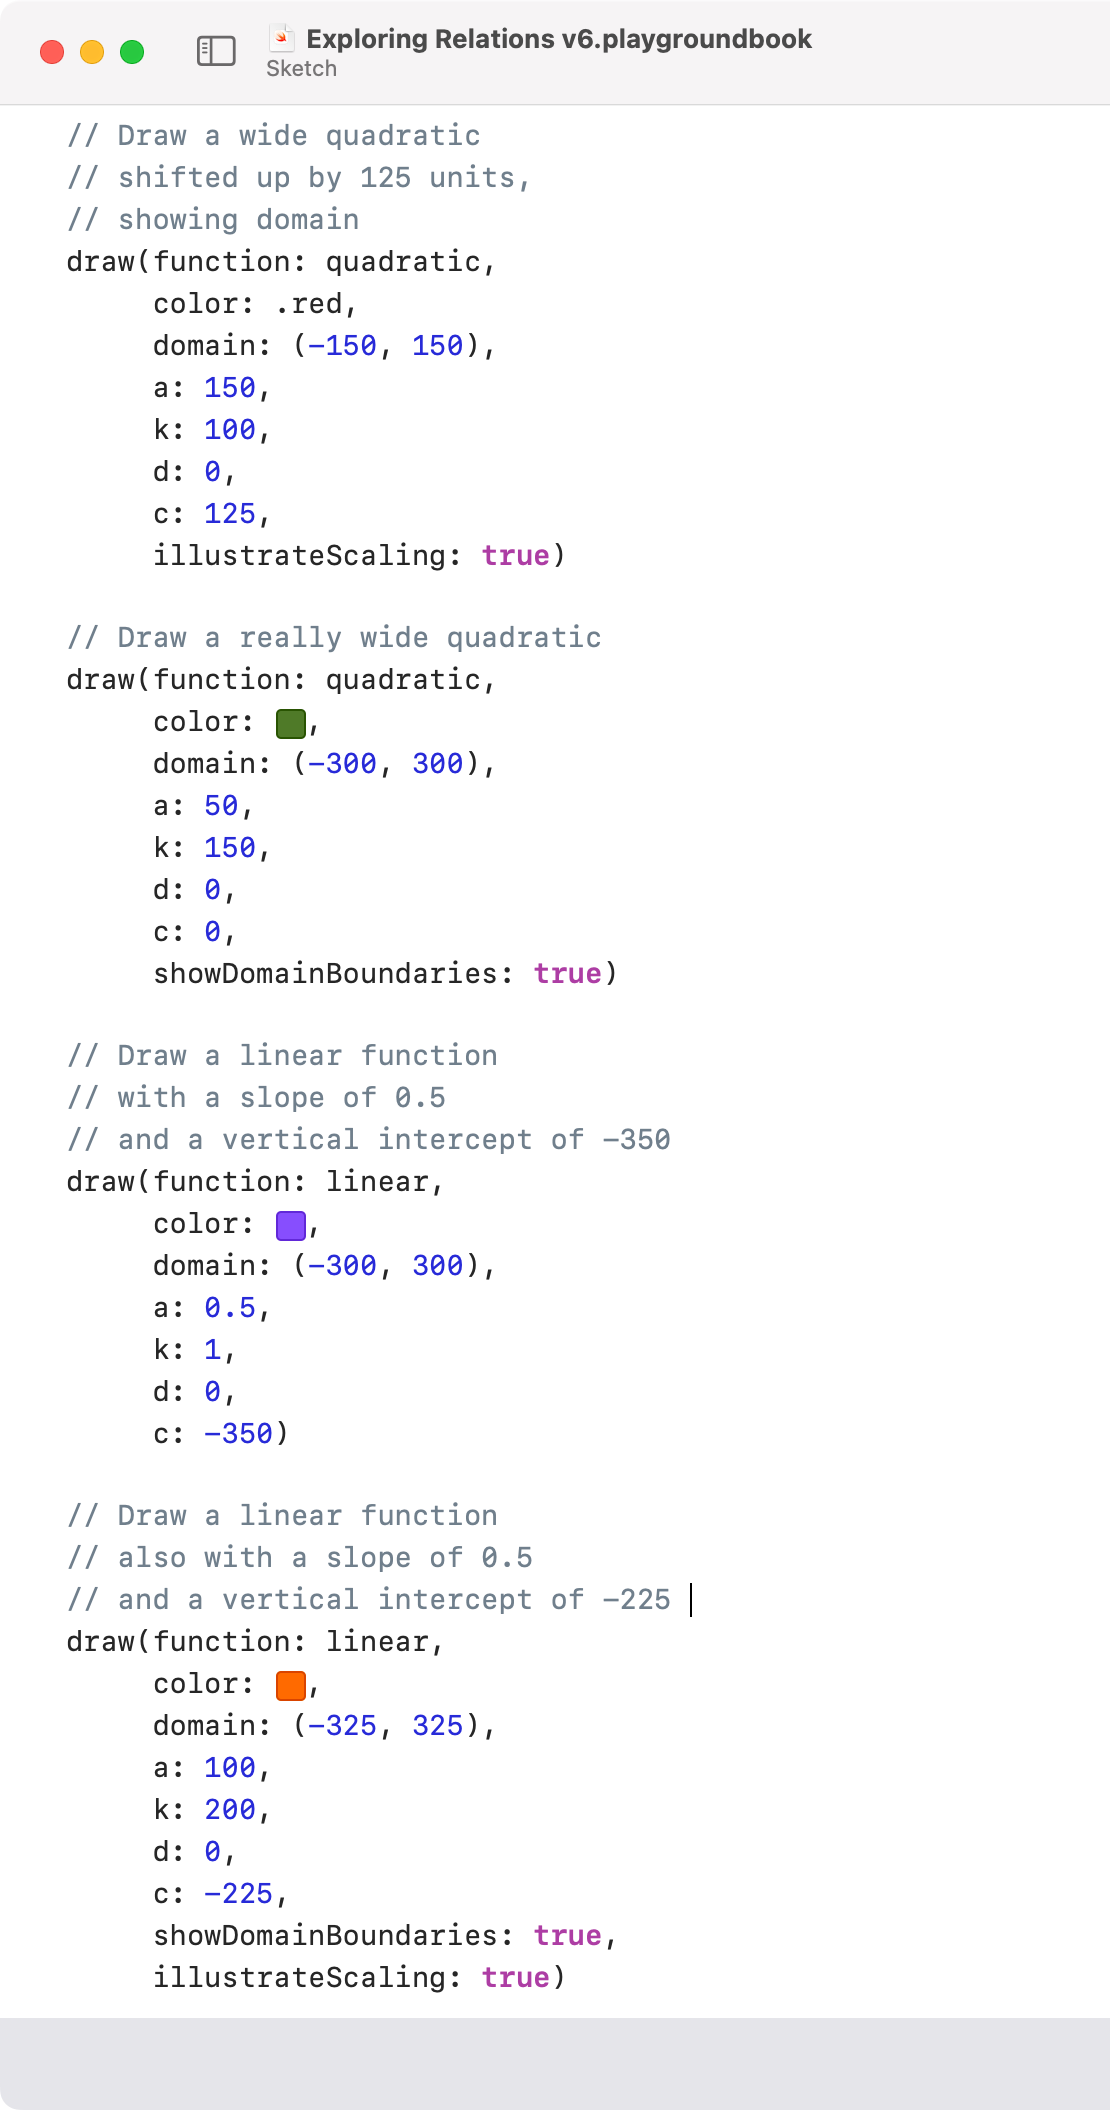 Exploring Relations v6.playgroundbook
Sketch
// Draw a wide quadratic
// shifted up by 125 units,
// showing domain
draw(function: quadratic,
     color: .red,
     domain: (-150, 150),
     a: 150,
     k: 100,
     d: 0,
     c: 125,
     illustrateScaling: true)

// Draw a really wide quadratic
draw(function: quadratic,
     color: ,
     domain: (-300, 300),
     a: 50,
     k: 150,
     d: 0,
     c: 0,
     showDomainBoundaries: true)

// Draw a linear function
// with a slope of 0.5
// and a vertical intercept of -350
draw(function: linear,
     color: ,
     domain: (-300, 300),
     a: 0.5,
     k: 1,
     d: 0,
     c: -350)

// Draw a linear function
// also with a slope of 0.5
// and a vertical intercept of -225
draw(function: linear,
     color: ,
     domain: (-325, 325),
     a: 100,
     k: 200,
     d: 0,
     c: -225,
     showDomainBoundaries: true,
     illustrateScaling: true)